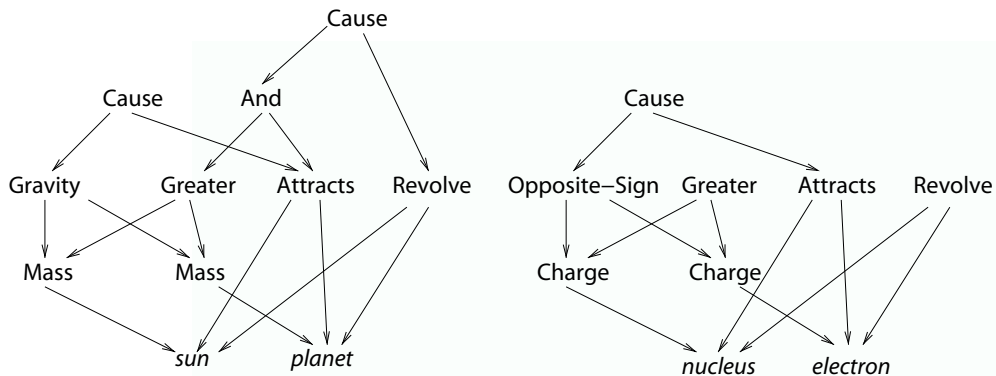 Cause
Cause And Cause
Gravity Greater Attracts Revolve Opposite–Sign Greater Attracts Revolve
Mass Mass Charge Charge
sun planet nucleus electron